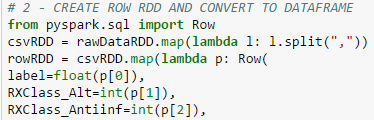 # 2 - CREATE ROW RDD AND CONVERT TO DATAFRAME
from pyspark.sql import Row
csvRDD = rawDataRDD.map(lambda l: l.split(","))
rowRDD = csvRDD.map(lambda p: Row(
label=float(p[0]),
RXClass_Alt=int(p[1]),
RXClass_Antiinf=int(p[2]),